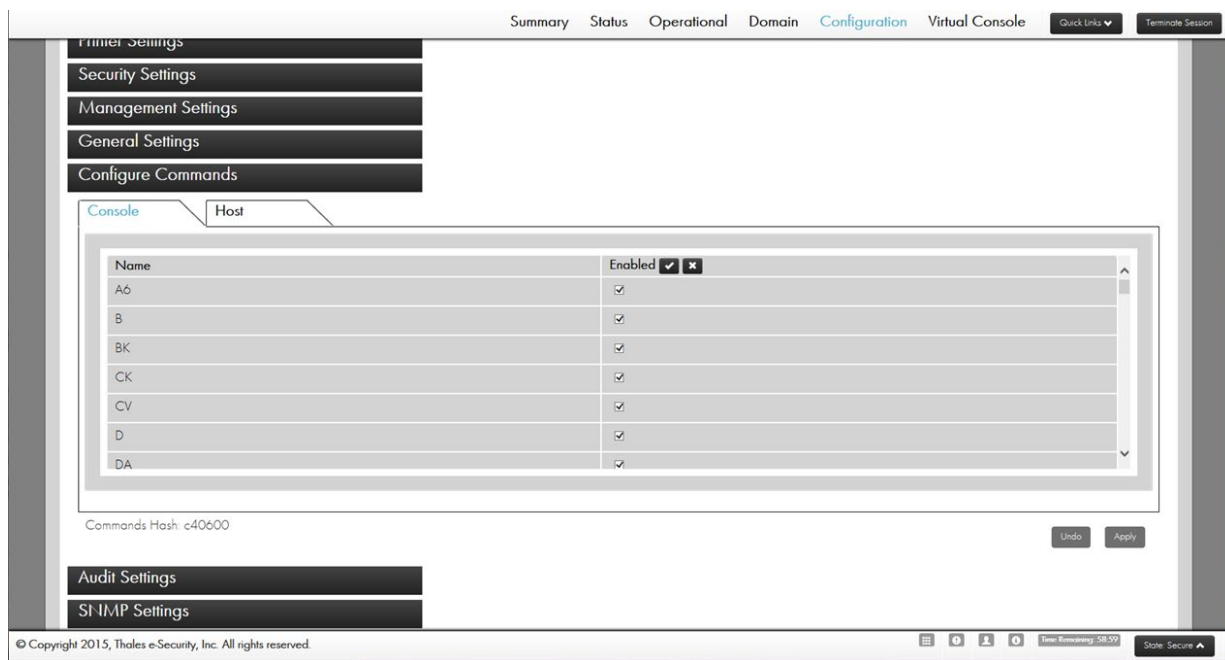 Summary Status Operational Domain Configuration Virtual Console Quick Links Terminate Session
Printer Settings
Security Settings
Management Settings
General Settings
Configure Commands
Console Host
Name Enabled
A6
B
BK
CK
CV
D
DA
Commands Hash: c40600
Undo Apply
Audit Settings
SNMP Settings
© Copyright 2015, Thales e-Security, Inc. All rights reserved. Time Remaining: 58:59 State: Secure